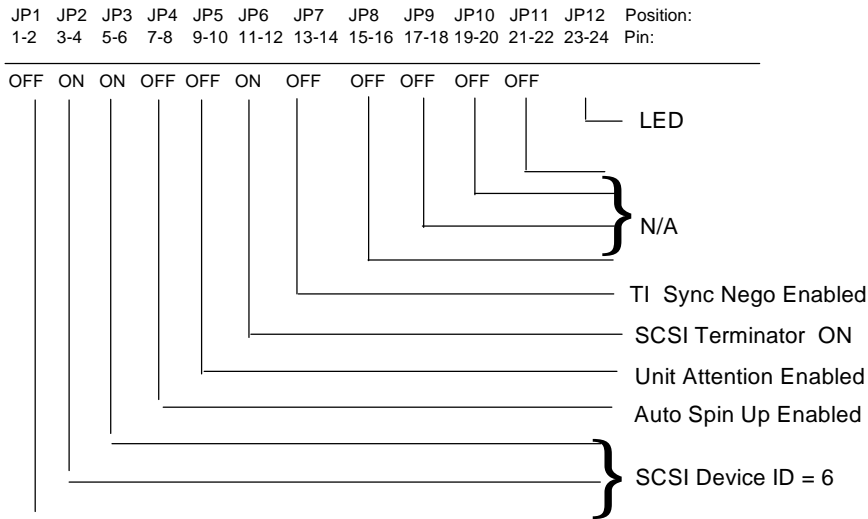 JP1 JP2 JP3 JP4 JP5 JP6 JP7 JP8 JP9 JP10 JP11 JP12 Position:
1-2 3-4 5-6 7-8 9-10 11-12 13-14 15-16 17-18 19-20 21-22 23-24 Pin:
OFF ON ON OFF OFF ON OFF OFF OFF OFF OFF
LED
N/A
TI Sync Nego Enabled
SCSI Terminator ON
Unit Attention Enabled
Auto Spin Up Enabled
SCSI Device ID = 6